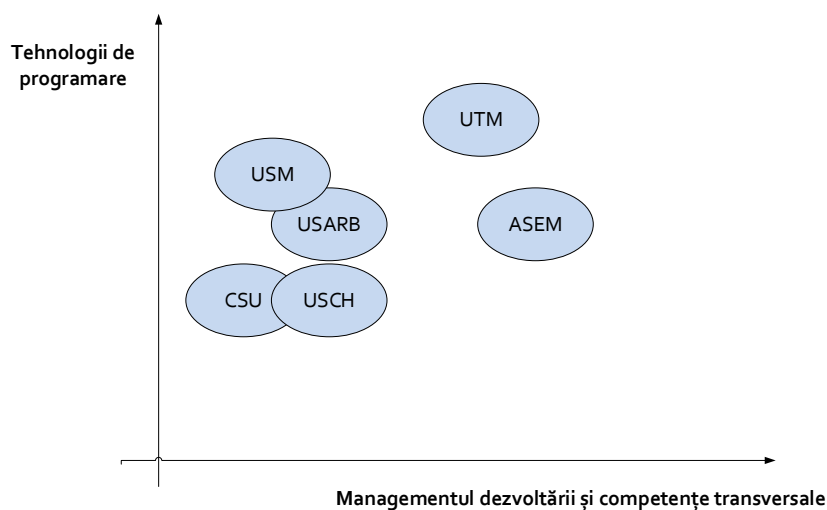 Tehnologii de
programare
UTM
USM
USARB
ASEM
CSU
USCH
Managementul dezvoltării și competențe transversale